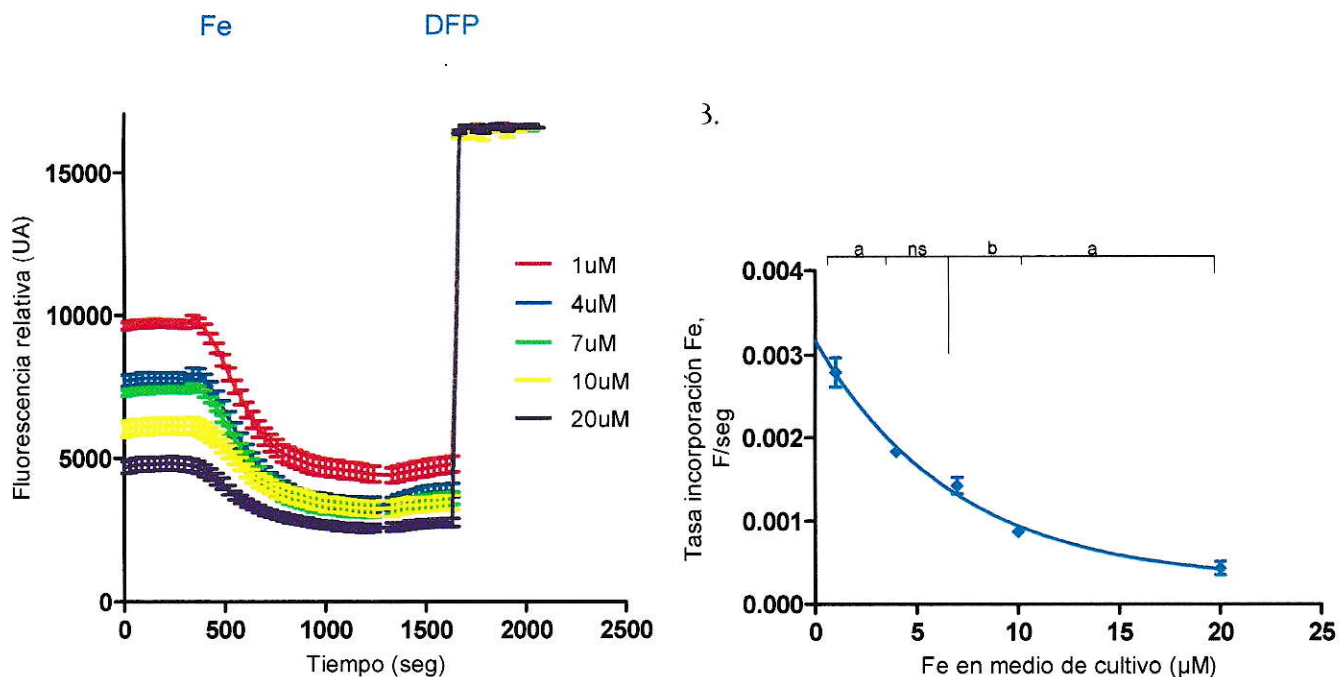 Fe
DFP
Fluorescencia relativa (UA)
15000
10000
5000
0
0 500 1000 1500 2000 2500
Tiempo (seg)
1uM
4uM
7uM
10uM
20uM
3.
a ns b a
Tasa incorporación Fe,
F/seg
0.004
0.003
0.002
0.001
0.000
0 5 10 15 20 25
Fe en medio de cultivo (µM)